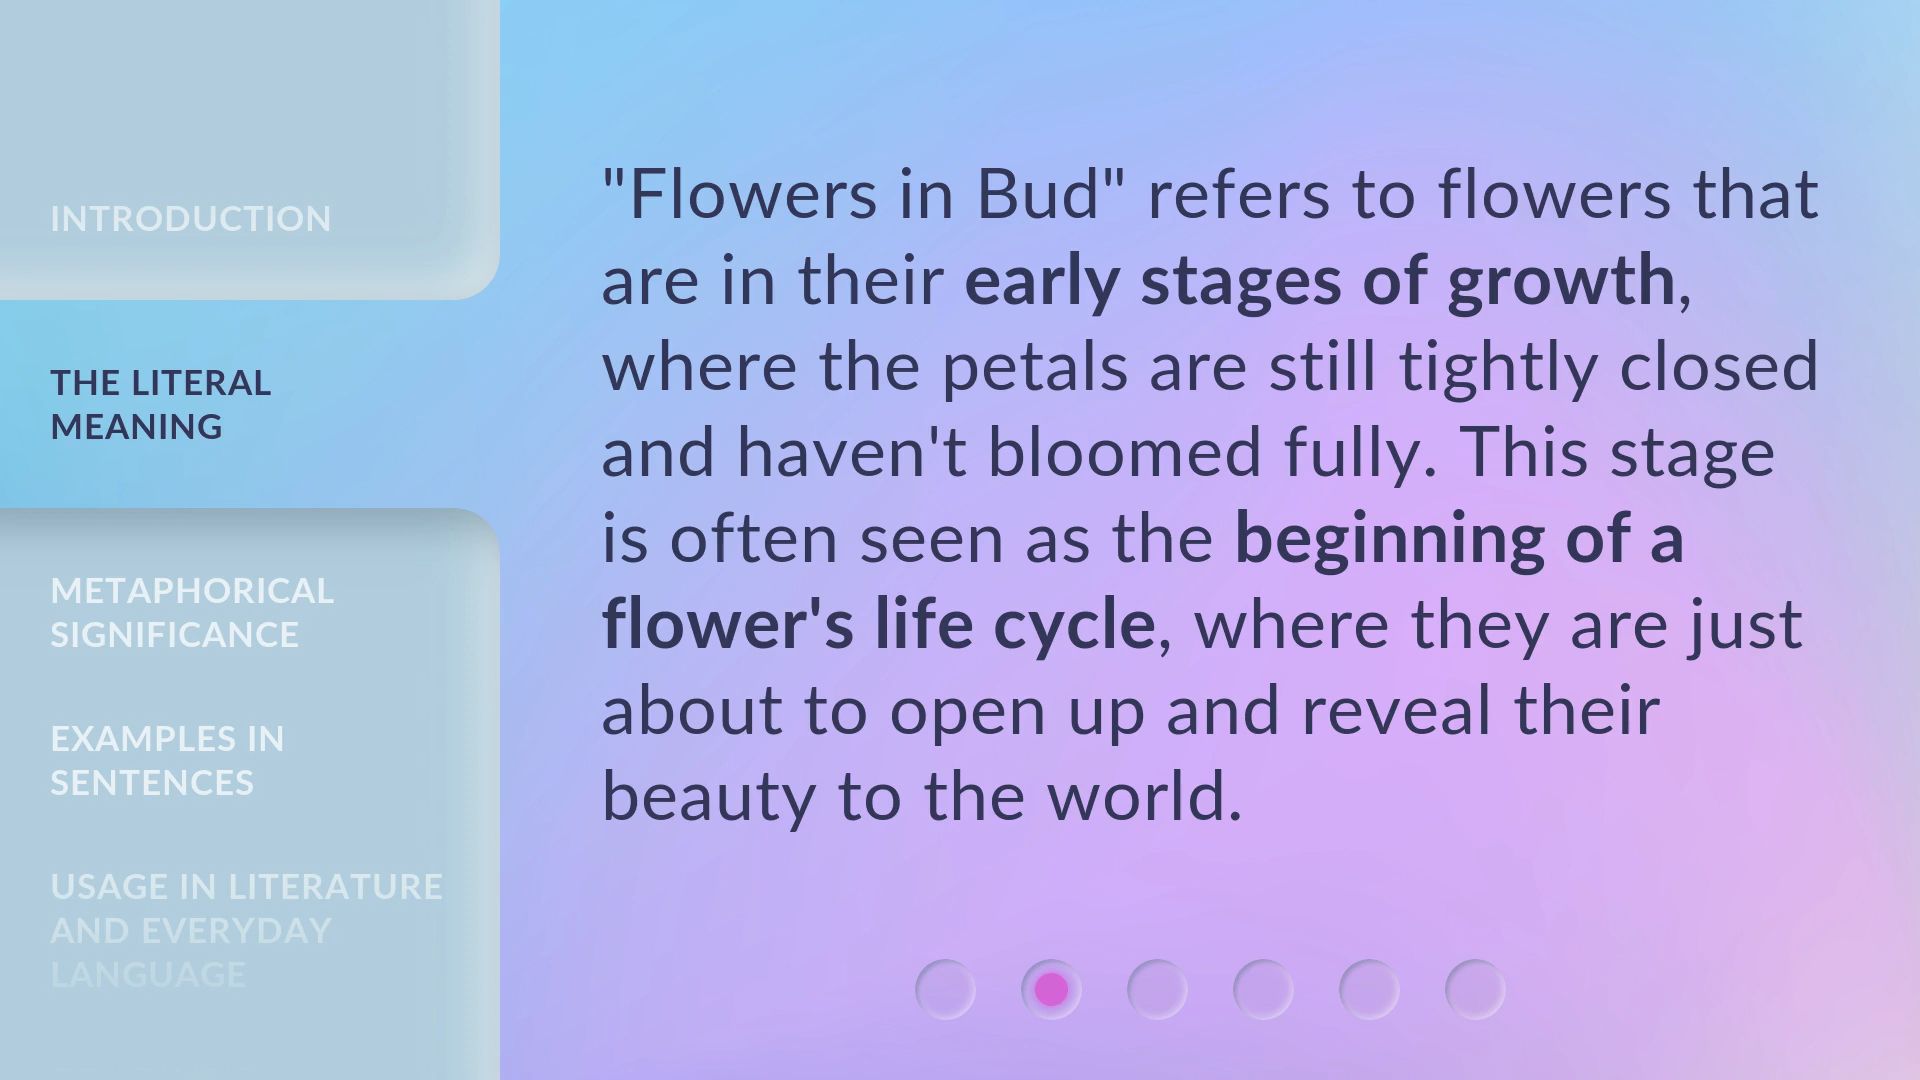 INTRODUCTION
THE LITERAL
MEANING
METAPHORICAL
SIGNIFICANCE
EXAMPLES IN
SENTENCES
USAGE IN LITERATURE
AND EVERYDAY
LANGUAGE
"Flowers in Bud" refers to flowers that
are in their early stages of growth,
where the petals are still tightly closed
and haven't bloomed fully. This stage
is often seen as the beginning of a
flower's life cycle, where they are just
about to open up and reveal their
beauty to the world.